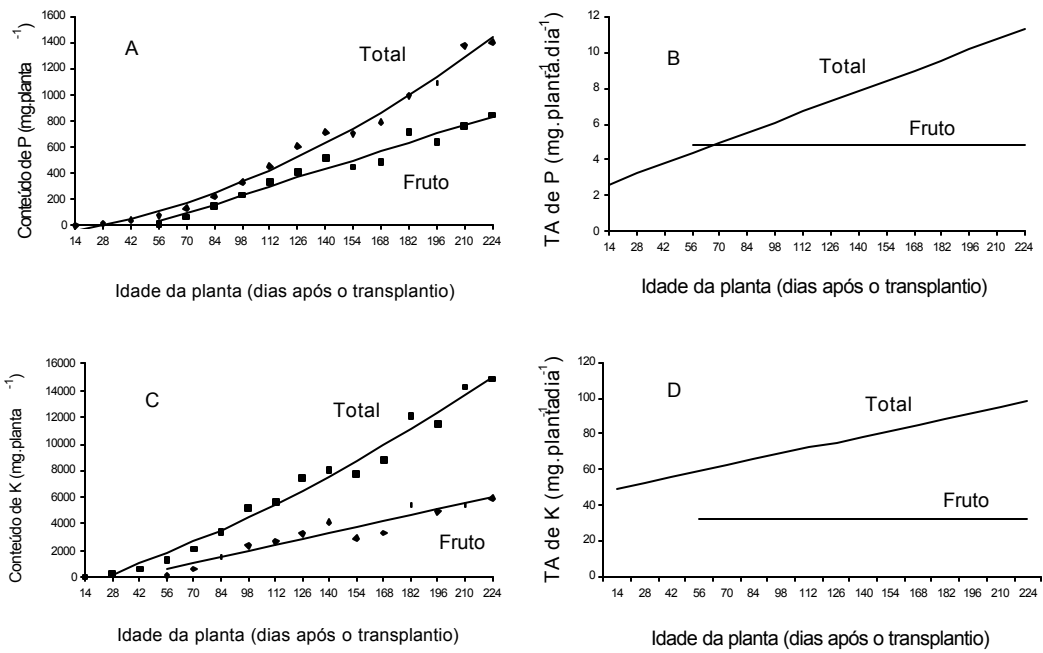 Conteúdo de P (mg.planta⁻¹)
1600
1400
1200
1000
800
600
400
200
0
A
Total
Fruto
14 28 42 56 70 84 98 112 126 140 154 168 182 196 210 224
Idade da planta (dias após o transplantio)
TA de P (mg.planta⁻¹.dia⁻¹)
12
10
8
6
4
2
0
B
Total
Fruto
14 28 42 56 70 84 98 112 126 140 154 168 182 196 210 224
Idade da planta (dias após o transplantio)
Conteúdo de K (mg.planta⁻¹)
16000
14000
12000
10000
8000
6000
4000
2000
0
C
Total
Fruto
14 28 42 56 70 84 98 112 126 140 154 168 182 196 210 224
Idade da planta (dias após o transplantio)
TA de K (mg.planta⁻¹dia⁻¹)
120
100
80
60
40
20
0
D
Total
Fruto
14 28 42 56 70 84 98 112 126 140 154 168 182 196 210 224
Idade da planta (dias após o transplantio)